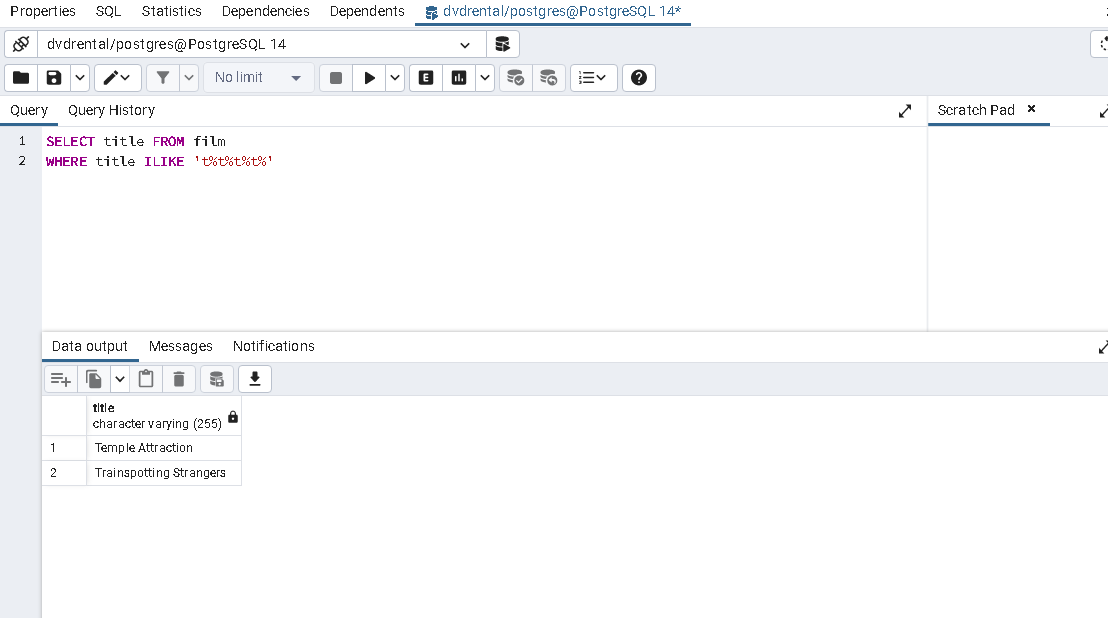 Properties SQL Statistics Dependencies Dependents dvdrental/postgres@PostgreSQL 14*
dvdrental/postgres@PostgreSQL 14
No limit E
Query Query History Scratch Pad
1 SELECT title FROM film
2 WHERE title ILIKE 't%t%t%t%'
Data output Messages Notifications
title
character varying (255)
1 Temple Attraction
2 Trainspotting Strangers